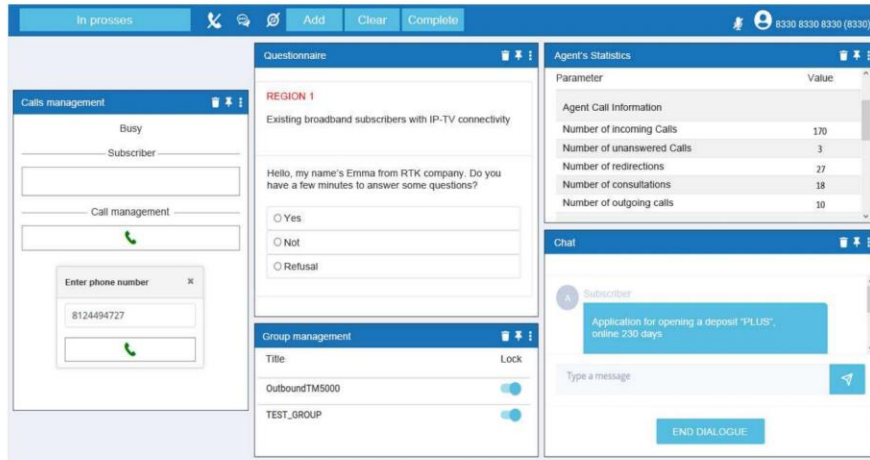 In prosses
Add
Clear
Complete
8330 8330 8330 (8330)
Calls management
Busy
Subscriber
Call management
Enter phone number
8124494727
Questionnaire
REGION 1
Existing broadband subscribers with IP-TV connectivity
Hello, my name's Emma from RTK company. Do you
have a few minutes to answer some questions?
Yes
Not
Refusal
Group management
Title Lock
OutboundTM5000
TEST_GROUP
Agent's Statistics
Parameter Value
Agent Call Information
Number of incoming Calls 170
Number of unanswered Calls 3
Number of redirections 27
Number of consultations 18
Number of outgoing calls 10
Chat
A
Subscriber
Application for opening a deposit "PLUS",
online 230 days
Type a message
END DIALOGUE